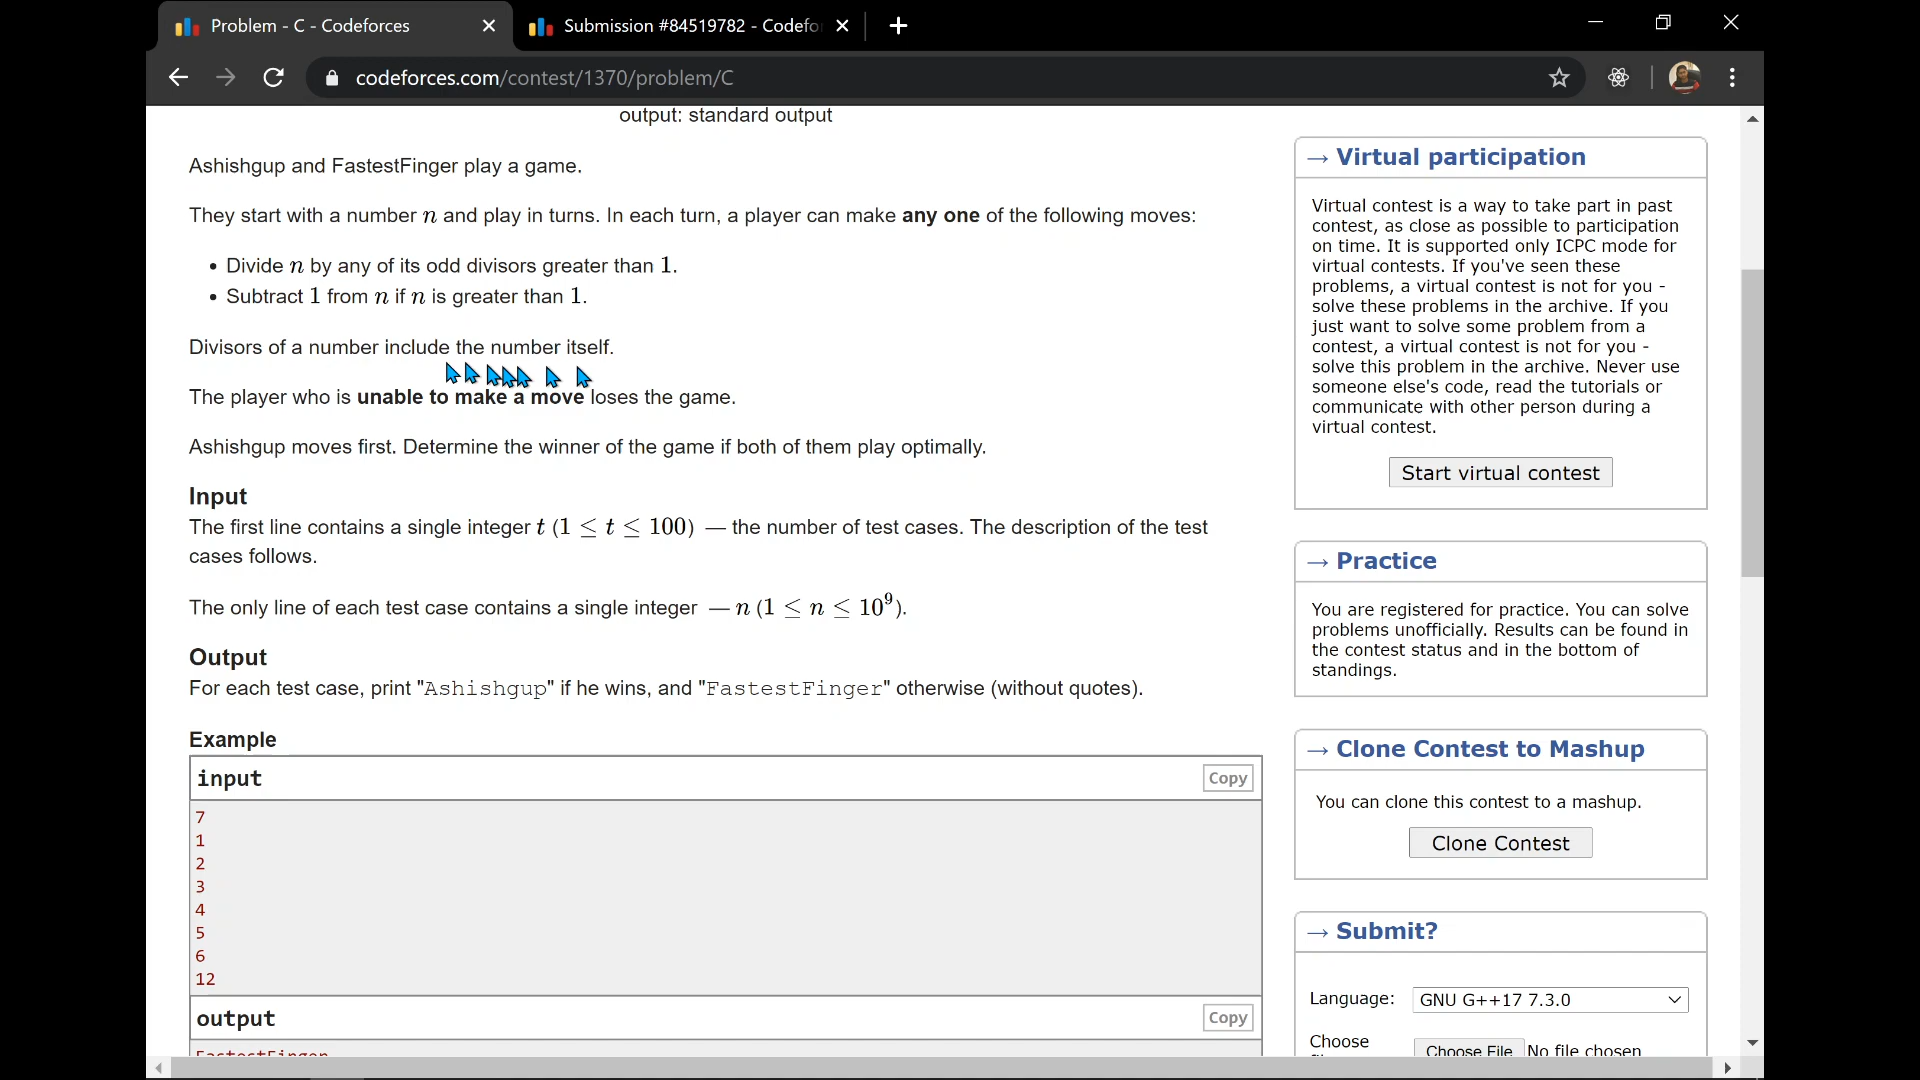 Problem - C - Codeforces
Submission #84519782 - Codefo
codeforces.com/contest/1370/problem/C
output: standard output
Ashishgup and FastestFinger play a game.
They start with a number n and play in turns. In each turn, a player can make any one of the following moves:
• Divide n by any of its odd divisors greater than 1.
• Subtract 1 from n if n is greater than 1.
Divisors of a number include the number itself.
The player who is unable to make a move loses the game.
Ashishgup moves first. Determine the winner of the game if both of them play optimally.
Input
The first line contains a single integer t (1 ≤ t ≤ 100) — the number of test cases. The description of the test
cases follows.
The only line of each test case contains a single integer — n (1 ≤ n ≤ 10⁹).
Output
For each test case, print "Ashishgup" if he wins, and "FastestFinger" otherwise (without quotes).
Example
input
Copy
7
1
2
3
4
5
6
12
output
Copy
FastestFinger
→ Virtual participation
Virtual contest is a way to take part in past
contest, as close as possible to participation
on time. It is supported only ICPC mode for
virtual contests. If you've seen these
problems, a virtual contest is not for you -
solve these problems in the archive. If you
just want to solve some problem from a
contest, a virtual contest is not for you -
solve this problem in the archive. Never use
someone else's code, read the tutorials or
communicate with other person during a
virtual contest.
Start virtual contest
→ Practice
You are registered for practice. You can solve
problems unofficially. Results can be found in
the contest status and in the bottom of
standings.
→ Clone Contest to Mashup
You can clone this contest to a mashup.
Clone Contest
→ Submit?
Language: GNU G++17 7.3.0
Choose
Choose File No file chosen